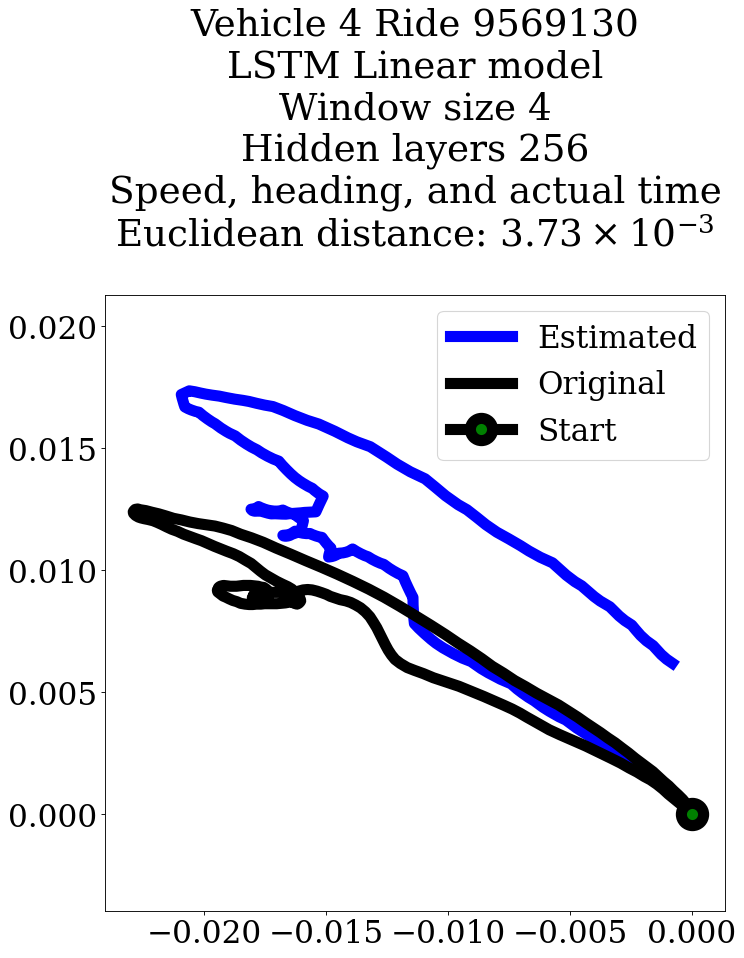 Vehicle 4 Ride 9569130
LSTM Linear model
Window size 4
Hidden layers 256
Speed, heading, and actual time
Euclidean distance: 3.73 × 10⁻³
0.020
0.015
0.010
0.005
0.000
Estimated
Original
Start
−0.020 −0.015 −0.010 −0.005 0.000